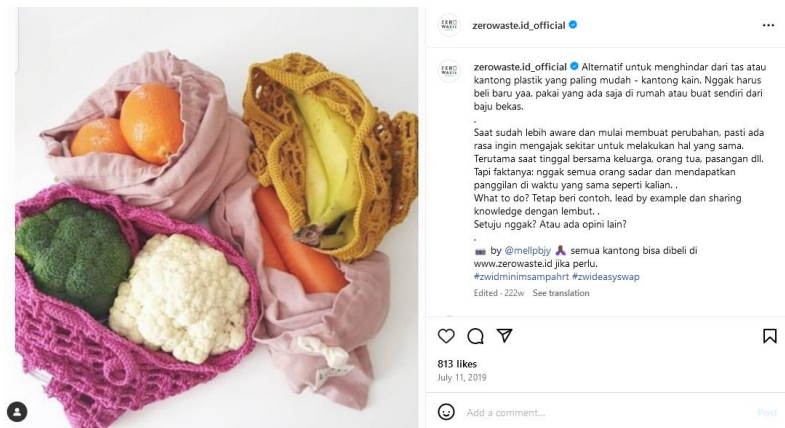 ZERO WASTE
zerowaste.id_official
ZERO WASTE
zerowaste.id_official Alternatif untuk menghindar dari tas atau
kantong plastik yang paling mudah - kantong kain. Nggak harus
beli baru yaa, pakai yang ada saja di rumah atau buat sendiri dari
baju bekas.
.
Saat sudah lebih aware dan mulai membuat perubahan, pasti ada
rasa ingin mengajak sekitar untuk melakukan hal yang sama.
Terutama saat tinggal bersama keluarga, orang tua, pasangan dll.
Tapi faktanya: nggak semua orang sadar dan mendapatkan
panggilan di waktu yang sama seperti kalian. .
What to do? Tetap beri contoh, lead by example dan sharing
knowledge dengan lembut. .
Setuju nggak? Atau ada opini lain?
.
by @mellpbjy semua kantong bisa dibeli di
www.zerowaste.id jika perlu.
#zwidminimsampahrt #zwideasyswap
Edited · 222w See translation
813 likes
July 11, 2019
Add a comment...
Post